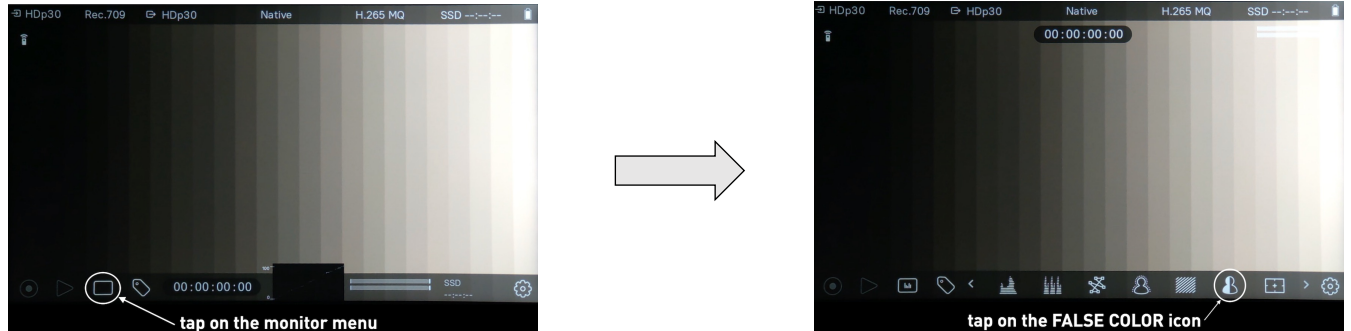 HDp30 Rec.709 HDp30 Native H.265 MQ SSD --:--:--
00:00:00:00 SSD
--:--:--
tap on the monitor menu
HDp30 Rec.709 HDp30 Native H.265 MQ SSD --:--:--
00:00:00:00
tap on the FALSE COLOR icon